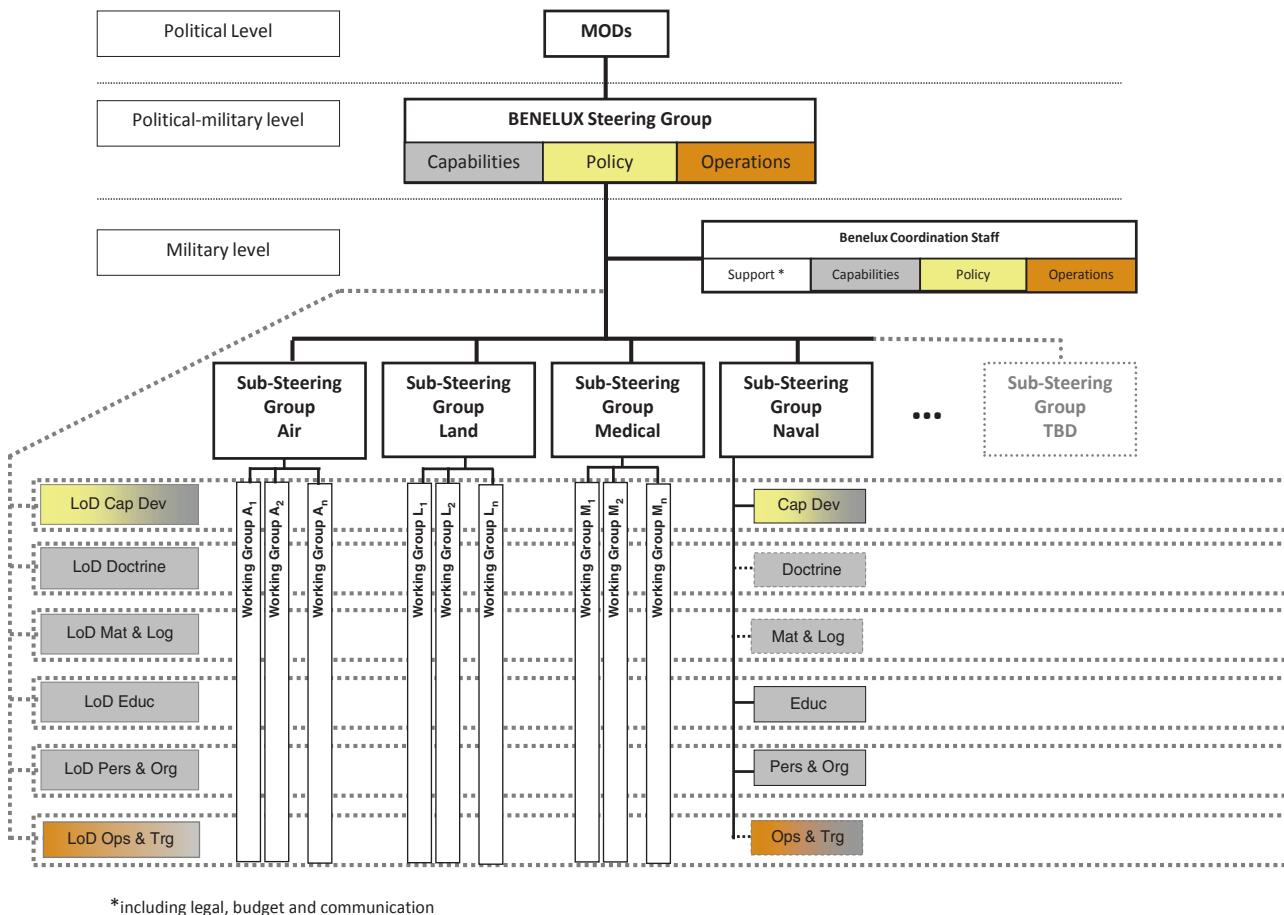 Political Level
MODs
Political-military level
BENELUX Steering Group
Capabilities
Policy
Operations
Military level
Benelux Coordination Staff
Support *
Capabilities
Policy
Operations
Sub-Steering
Group
Air
Sub-Steering
Group
Land
Sub-Steering
Group
Medical
Sub-Steering
Group
Naval
...
Sub-Steering
Group
TBD
Working Group A1
Working Group A2
Working Group An
Working Group L1
Working Group L2
Working Group Ln
Working Group M1
Working Group M2
Working Group Mn
LoD Cap Dev
Cap Dev
LoD Doctrine
Doctrine
LoD Mat & Log
Mat & Log
LoD Educ
Educ
LoD Pers & Org
Pers & Org
LoD Ops & Trg
Ops & Trg
*including legal, budget and communication